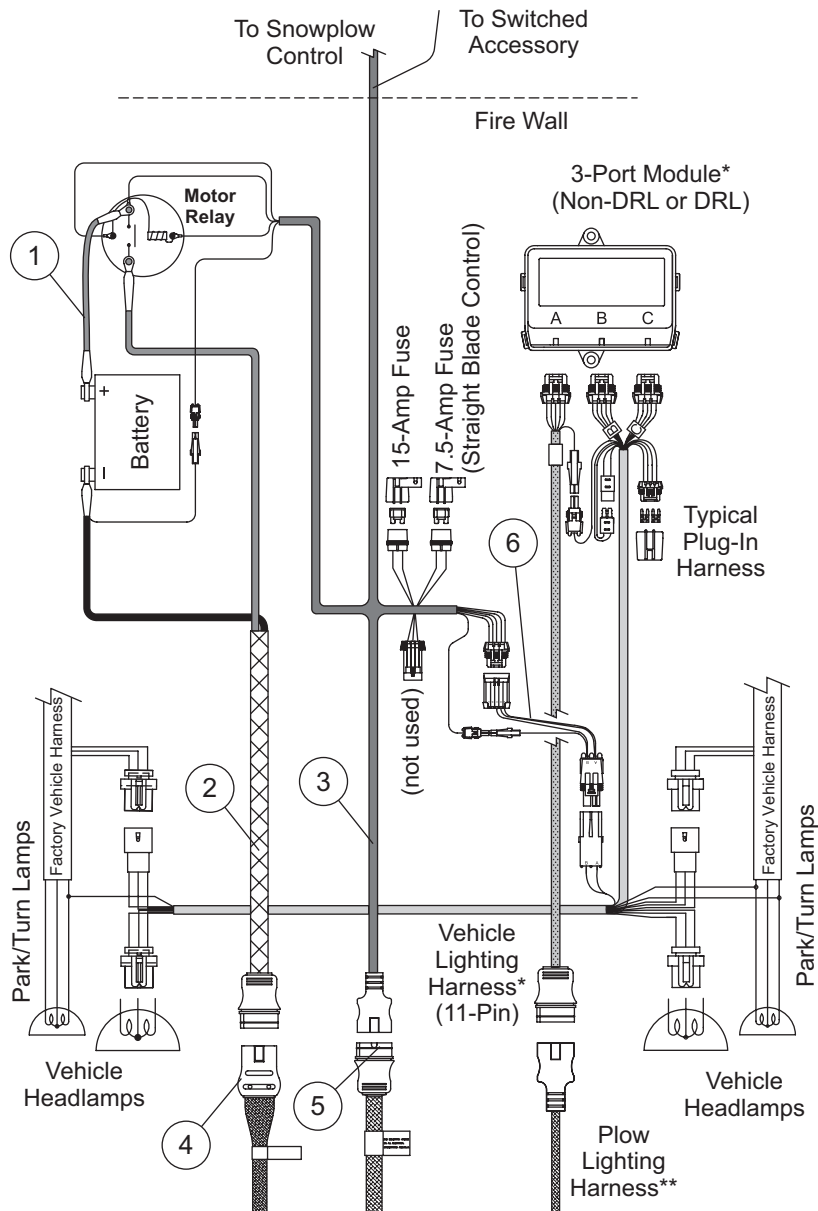 To Snowplow
Control
To Switched
Accessory
Fire Wall
Motor
Relay
3-Port Module*
(Non-DRL or DRL)
1
A B C
+
Battery
15-Amp Fuse
7.5-Amp Fuse
(Straight Blade Control)
6
Typical
Plug-In
Harness
(not used)
2
3
Factory Vehicle Harness
Park/Turn Lamps
Factory Vehicle Harness
Park/Turn Lamps
Vehicle
Lighting
Harness*
(11-Pin)
Vehicle
Headlamps
4
5
Vehicle
Headlamps
Plow
Lighting
Harness**